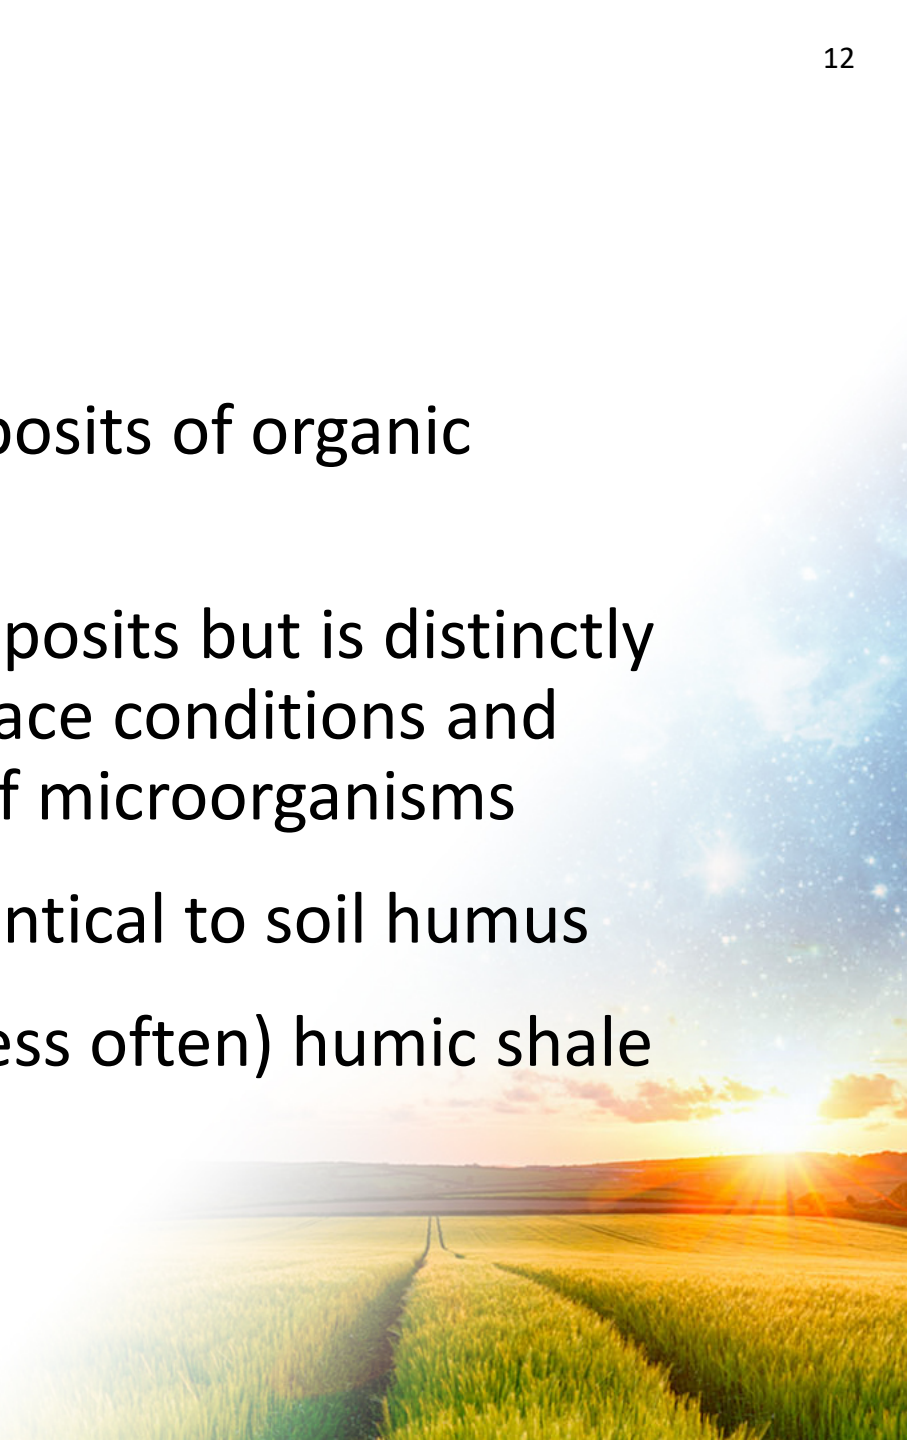 12
posits of organic
posits but is distinctly
ace conditions and
f microorganisms
ntical to soil humus
ess often) humic shale